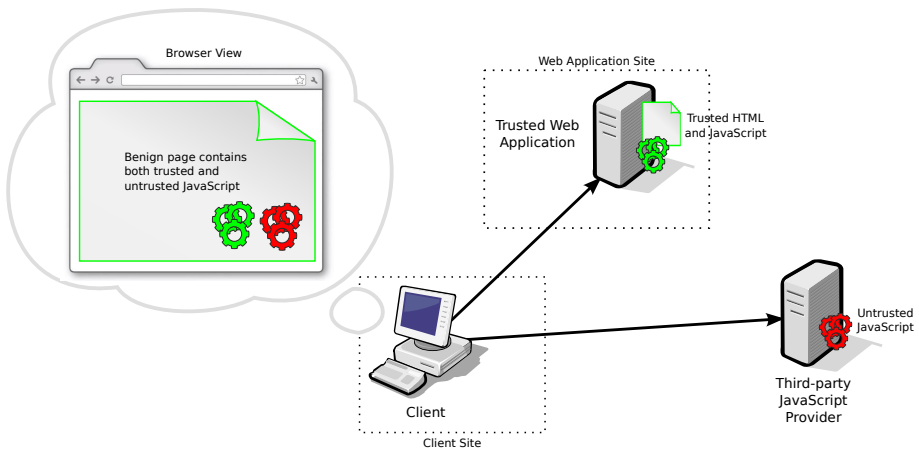 Browser View
Benign page contains
both trusted and
untrusted JavaScript
Web Application Site
Trusted Web
Application
Trusted HTML
and JavaScript
Client
Client Site
Untrusted
JavaScript
Third-party
JavaScript
Provider